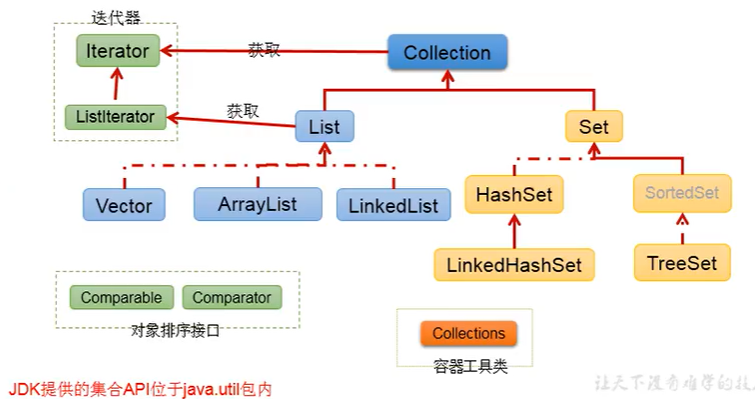 迭代器
Iterator
获取
Collection
ListIterator
获取
List
Set
Vector
ArrayList
LinkedList
HashSet
SortedSet
LinkedHashSet
TreeSet
Comparable
Comparator
对象排序接口
Collections
容器工具类
JDK提供的集合API位于java.util包内
让天下没有难学的技